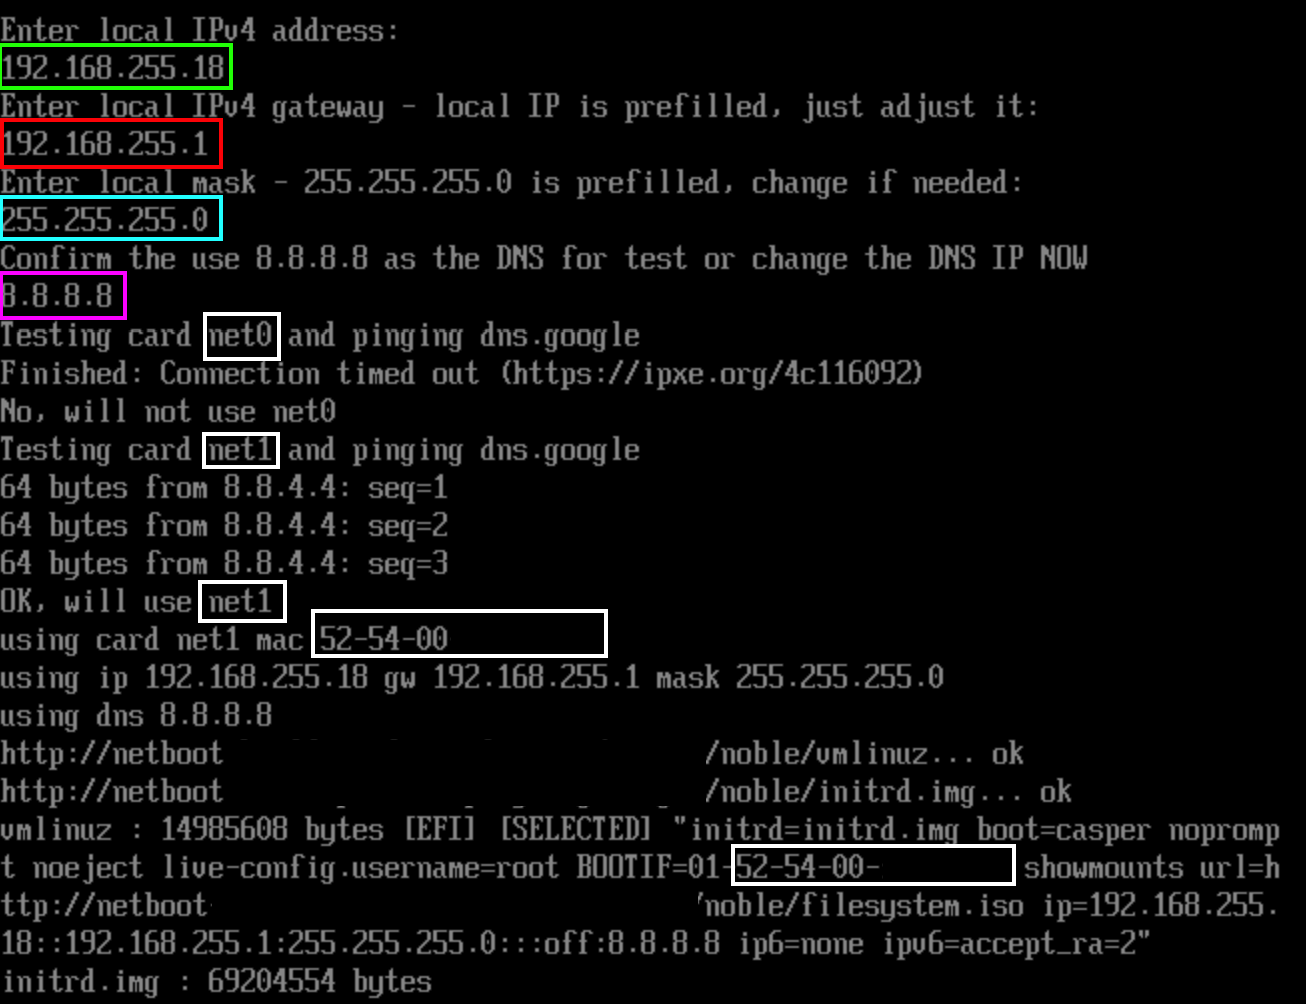 Enter local IPv4 address:
192.168.255.18
Enter local IPv4 gateway - local IP is prefilled, just adjust it:
192.168.255.1
Enter local mask - 255.255.255.0 is prefilled, change if needed:
255.255.255.0
Confirm the use 8.8.8.8 as the DNS for test or change the DNS IP NOW
8.8.8.8
Testing card net0 and pinging dns.google
Finished: Connection timed out (https://ipxe.org/4c116092)
No, will not use net0
Testing card net1 and pinging dns.google
64 bytes from 8.8.4.4: seq=1
64 bytes from 8.8.4.4: seq=2
64 bytes from 8.8.4.4: seq=3
OK, will use net1
using card net1 mac 52-54-00
using ip 192.168.255.18 gw 192.168.255.1 mask 255.255.255.0
using dns 8.8.8.8
http://netboot /noble/vmlinuz... ok
http://netboot /noble/initrd.img... ok
vmlinuz : 14985608 bytes [EFI] [SELECTED] "initrd=initrd.img boot=casper nopromp
t noeject live-config.username=root BOOTIF=01-52-54-00- showmounts url=h
ttp://netboot /noble/filesystem.iso ip=192.168.255.
18::192.168.255.1:255.255.255.0:::off:8.8.8.8 ip6=none ipv6=accept_ra=2"
initrd.img : 69204554 bytes